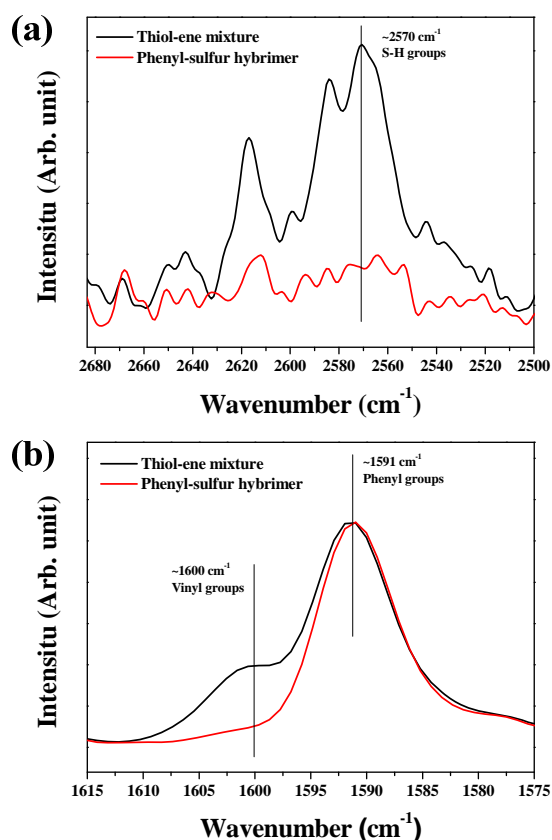 (a)
Thiol-ene mixture
Phenyl-sulfur hybrimer
~2570 cm-1
S-H groups
Intensitu (Arb. unit)
2680 2660 2640 2620 2600 2580 2560 2540 2520 2500
Wavenumber (cm-1)
(b)
Thiol-ene mixture
Phenyl-sulfur hybrimer
~1591 cm-1
Phenyl groups
~1600 cm-1
Vinyl groups
Intensitu (Arb. unit)
1615 1610 1605 1600 1595 1590 1585 1580 1575
Wavenumber (cm-1)